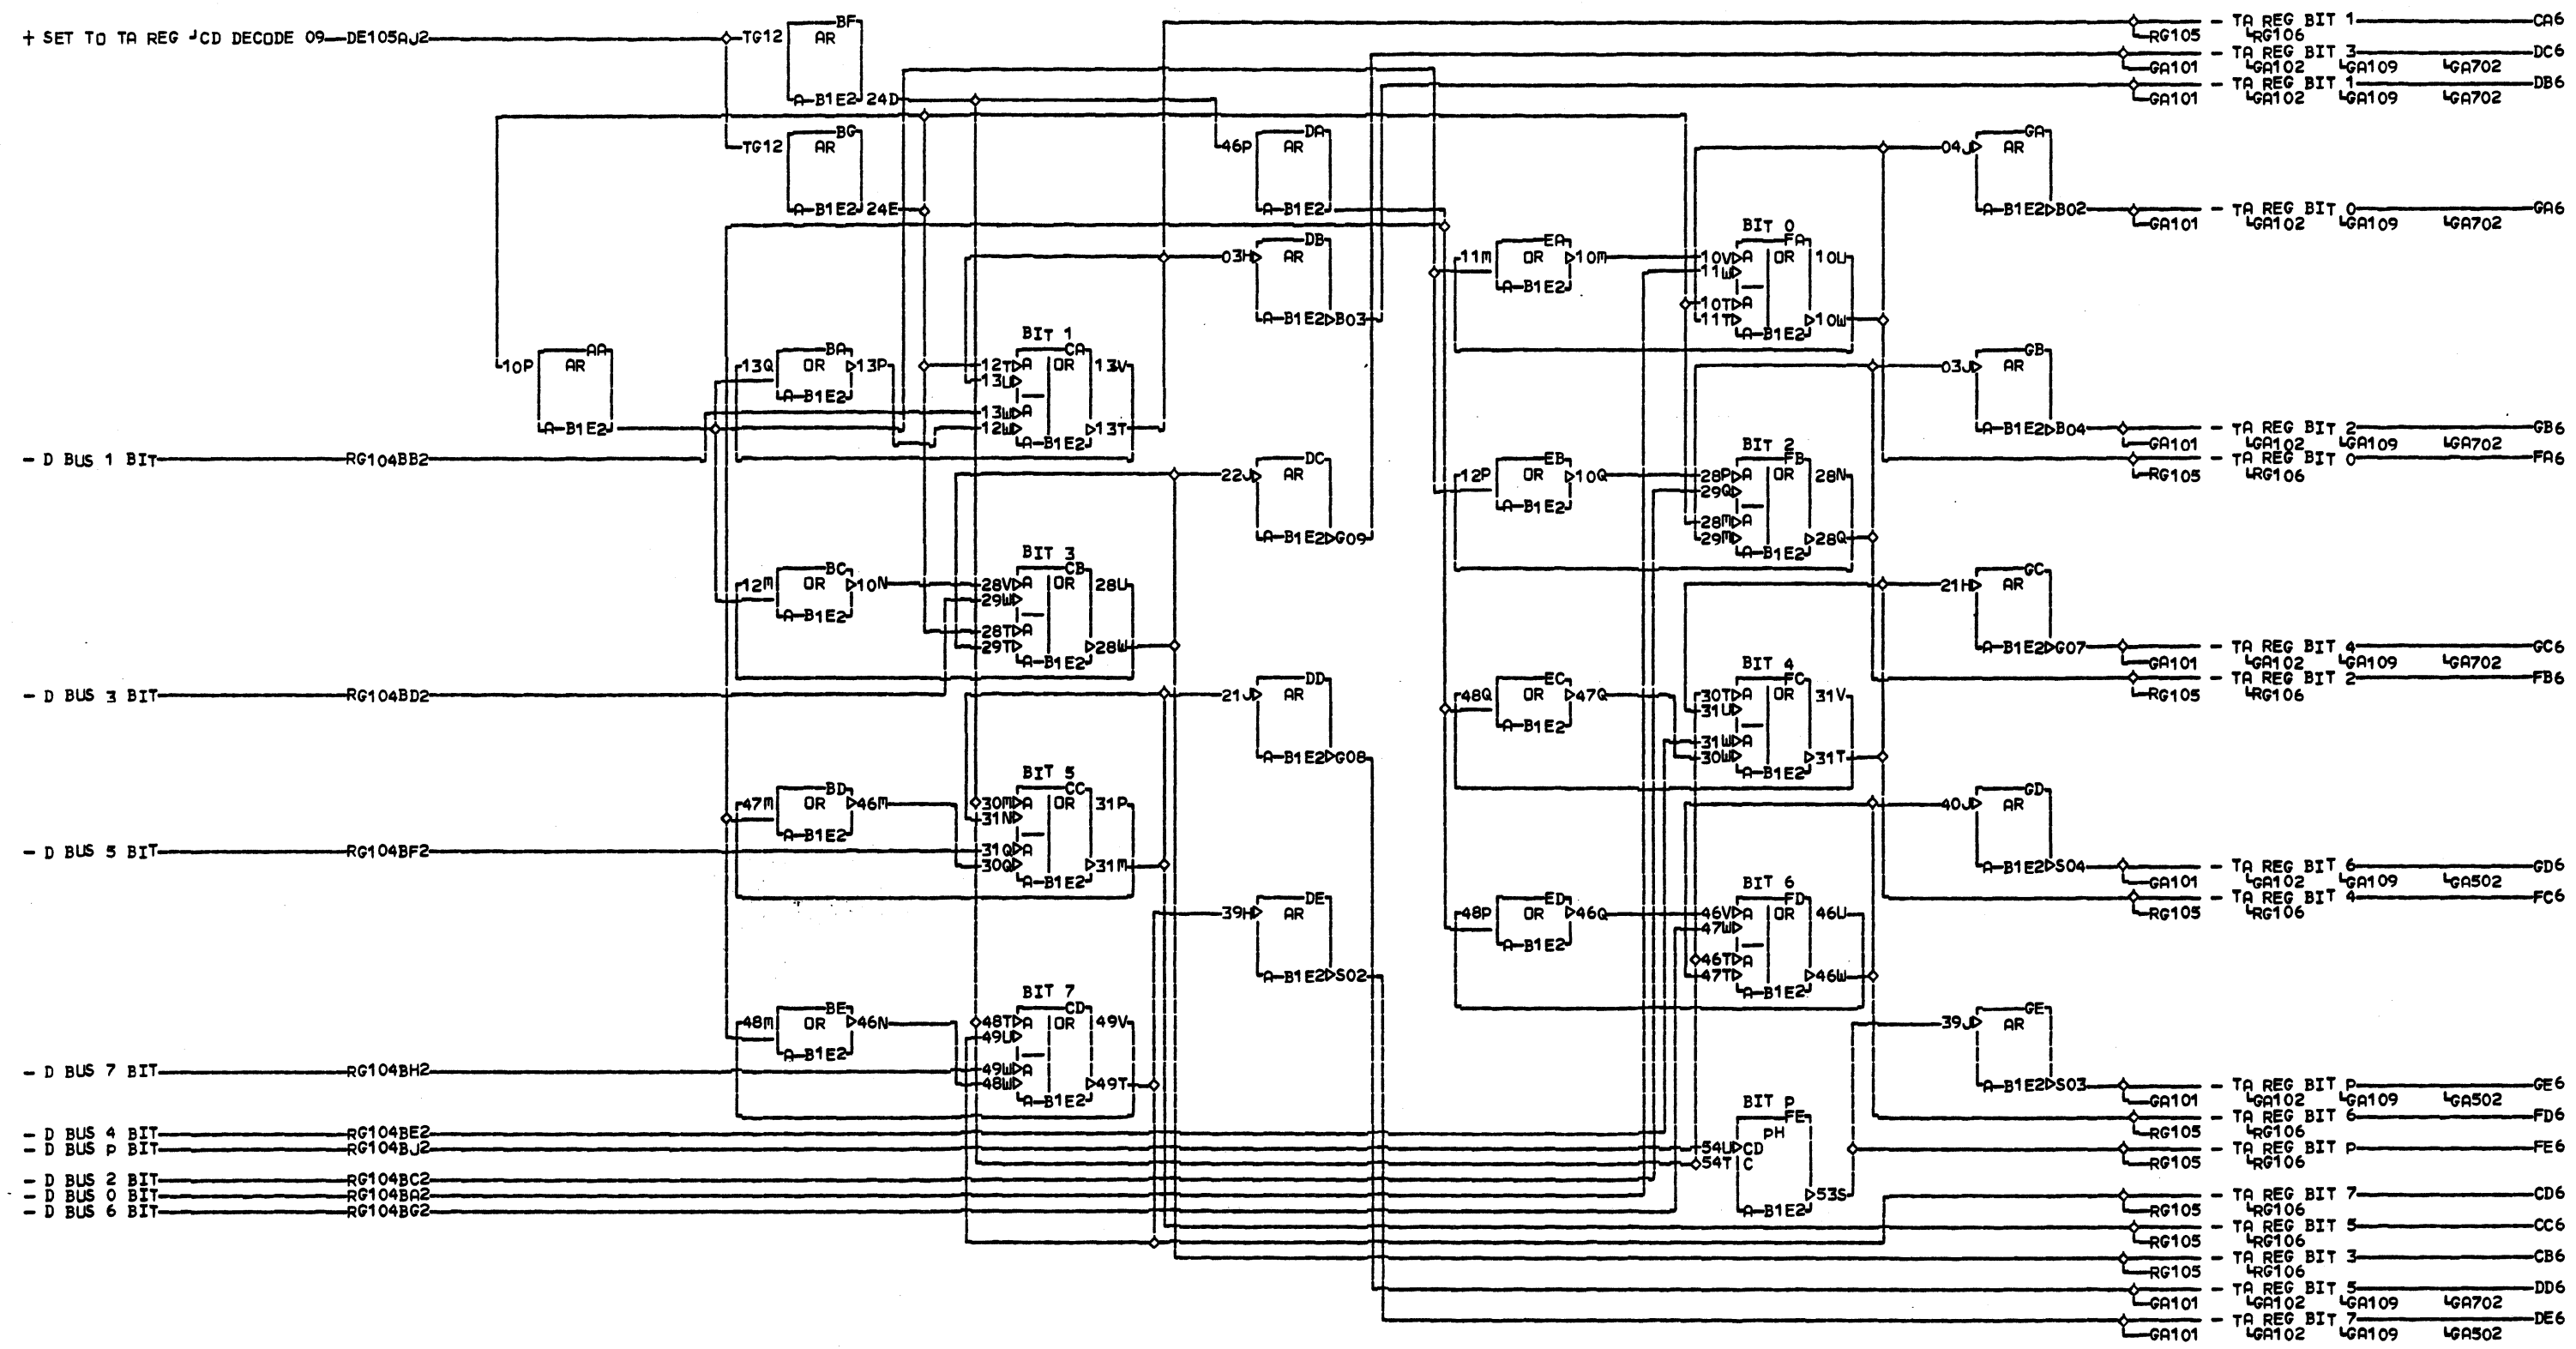 + SET TO TA REG CD DECODE 09 DE105AJ2
TG12 BF AR A B1E2 24D
TG12 BG AR A B1E2 24E
10P AA AR A B1E2
13Q BA OR 13P A B1E2
12M BC OR 10N A B1E2
47M BD OR 46M A B1E2
48M BE OR 46N A B1E2
BIT 1 CA
12T A OR 13V
13U
13W A
12W 13T
A B1E2
BIT 3 CB
28V A OR 28U
29W
28T A
29T 28W
A B1E2
BIT 5 CC
30M A OR 31P
31N
31Q A
30Q 31M
A B1E2
BIT 7 CD
48T A OR 49V
49U
49W A
48W 49T
A B1E2
46P DA AR A B1E2
03H DB AR A B1E2 B03
22J DC AR A B1E2 G09
21J DD AR A B1E2 G08
39H DE AR A B1E2 S02
11M EA OR 10M A B1E2
12P EB OR 10Q A B1E2
48Q EC OR 47Q A B1E2
48P ED OR 46Q A B1E2
BIT 0 FA
10V A OR 10U
11W
10T A
11T 10W
A B1E2
BIT 2 FB
28P A OR 28N
29Q
28M A
29M 28Q
A B1E2
BIT 4 FC
30T A OR 31V
31U
31W A
30W 31T
A B1E2
BIT 6 FD
46V A OR 46U
47W
46T A
47T 46W
A B1E2
BIT P FE
PH
54U CD
54T C
53S
A B1E2
04J GA AR A B1E2 B02
03J GB AR A B1E2 B04
21H GC AR A B1E2 G07
40J GD AR A B1E2 S04
39J GE AR A B1E2 S03
- D BUS 1 BIT RG104BB2
- D BUS 3 BIT RG104BD2
- D BUS 5 BIT RG104BF2
- D BUS 7 BIT RG104BH2
- D BUS 4 BIT RG104BE2
- D BUS P BIT RG104BJ2
- D BUS 2 BIT RG104BC2
- D BUS 0 BIT RG104BA2
- D BUS 6 BIT RG104BG2
- TA REG BIT 1 CA6
RG105 RG106
- TA REG BIT 3 DC6
GA101 GA102 GA109 GA702
- TA REG BIT 1 DB6
GA101 GA102 GA109 GA702
- TA REG BIT 0 GA6
GA101 GA102 GA109 GA702
- TA REG BIT 2 GB6
GA101 GA102 GA109 GA702
- TA REG BIT 0 FA6
RG105 RG106
- TA REG BIT 4 GC6
GA101 GA102 GA109 GA702
- TA REG BIT 2 FB6
RG105 RG106
- TA REG BIT 6 GD6
GA101 GA102 GA109 GA502
- TA REG BIT 4 FC6
RG105 RG106
- TA REG BIT P GE6
GA101 GA102 GA109 GA502
- TA REG BIT 6 FD6
RG105 RG106
- TA REG BIT P FE6
RG105 RG106
- TA REG BIT 7 CD6
RG105 RG106
- TA REG BIT 5 CC6
RG105 RG106
- TA REG BIT 3 CB6
RG105 RG106
- TA REG BIT 5 DD6
GA101 GA102 GA109 GA702
- TA REG BIT 7 DE6
GA101 GA102 GA109 GA502